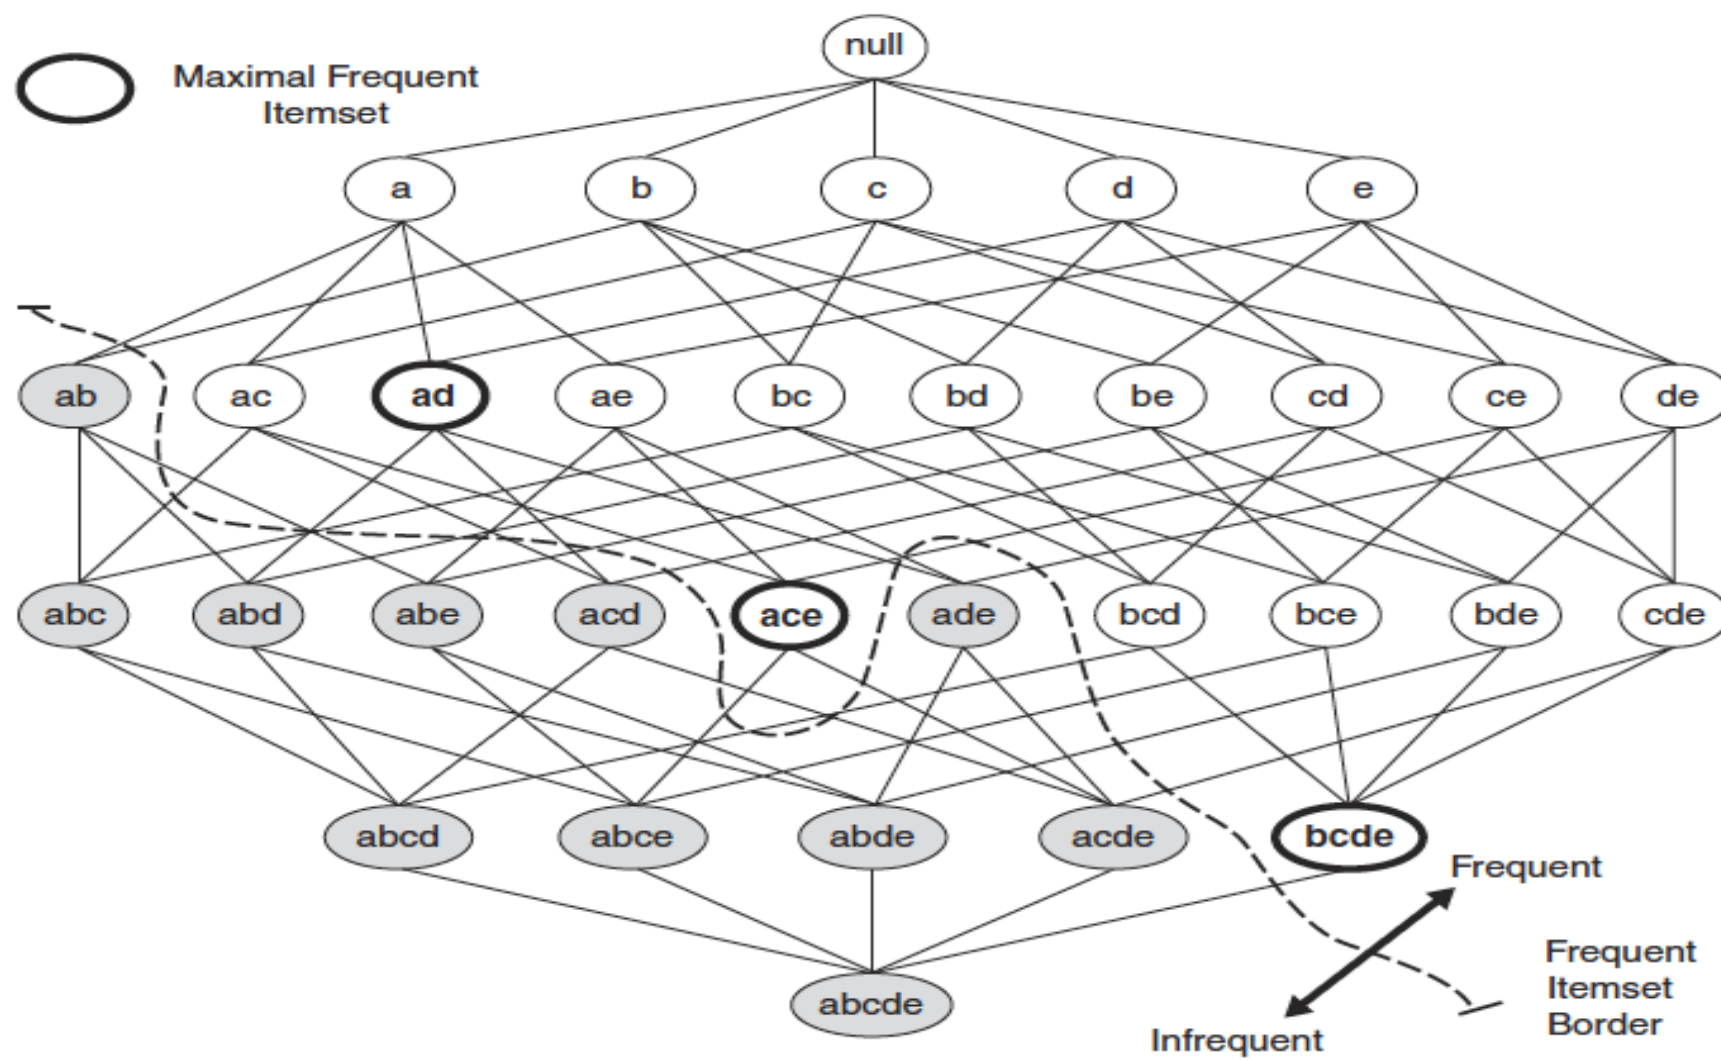 null
Maximal Frequent
Itemset
a b c d e
ab ac ad ae bc bd be cd ce de
abc abd abe acd ace ade bcd bce bde cde
abcd abce abde acde bcde
Frequent
Frequent
Itemset
Border
abcde
Infrequent